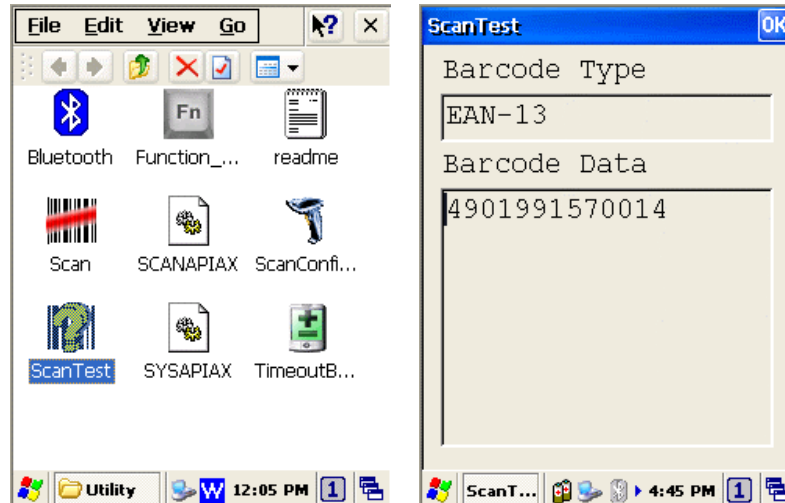 File Edit View Go
Fn
Bluetooth Function_... readme
Scan SCANAPIAX ScanConfi...
ScanTest SYSAPIAX TimeoutB...
Utility W 12:05 PM 1
ScanTest OK
Barcode Type
EAN-13
Barcode Data
4901991570014
ScanT... 4:45 PM 1